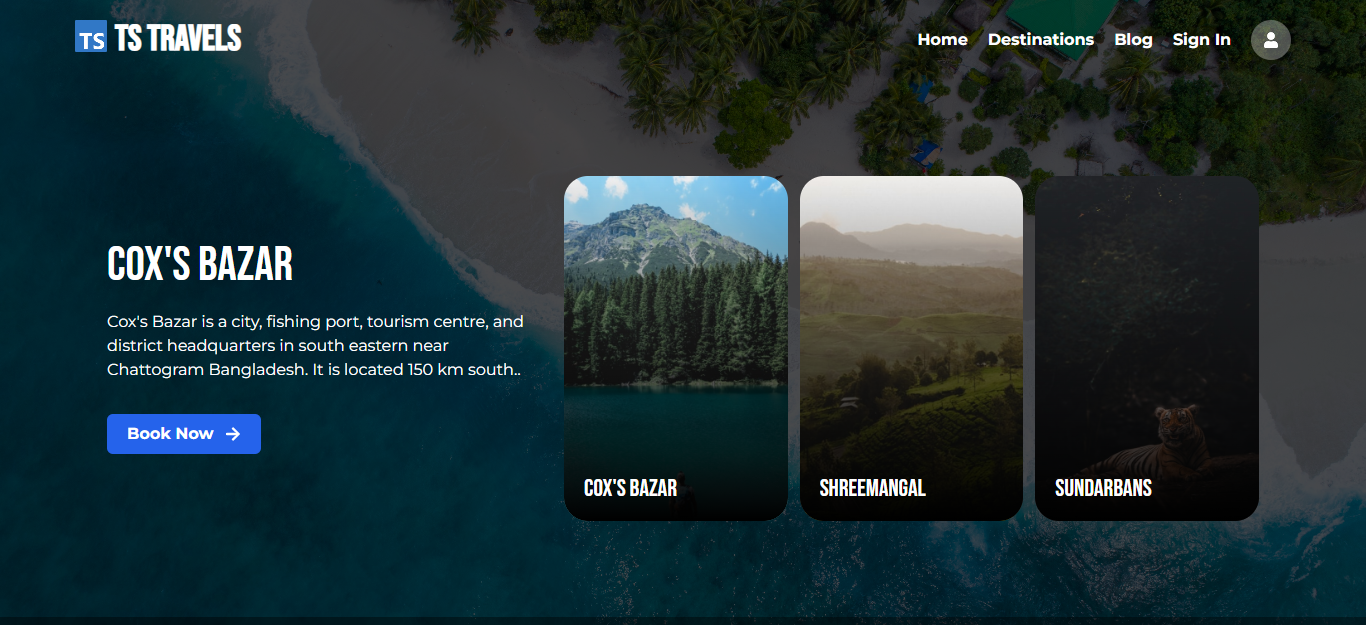 TS TS TRAVELS
Home Destinations Blog Sign In
COX'S BAZAR
Cox's Bazar is a city, fishing port, tourism centre, and
district headquarters in south eastern near
Chattogram Bangladesh. It is located 150 km south..
Book Now
COX'S BAZAR
SHREEMANGAL
SUNDARBANS